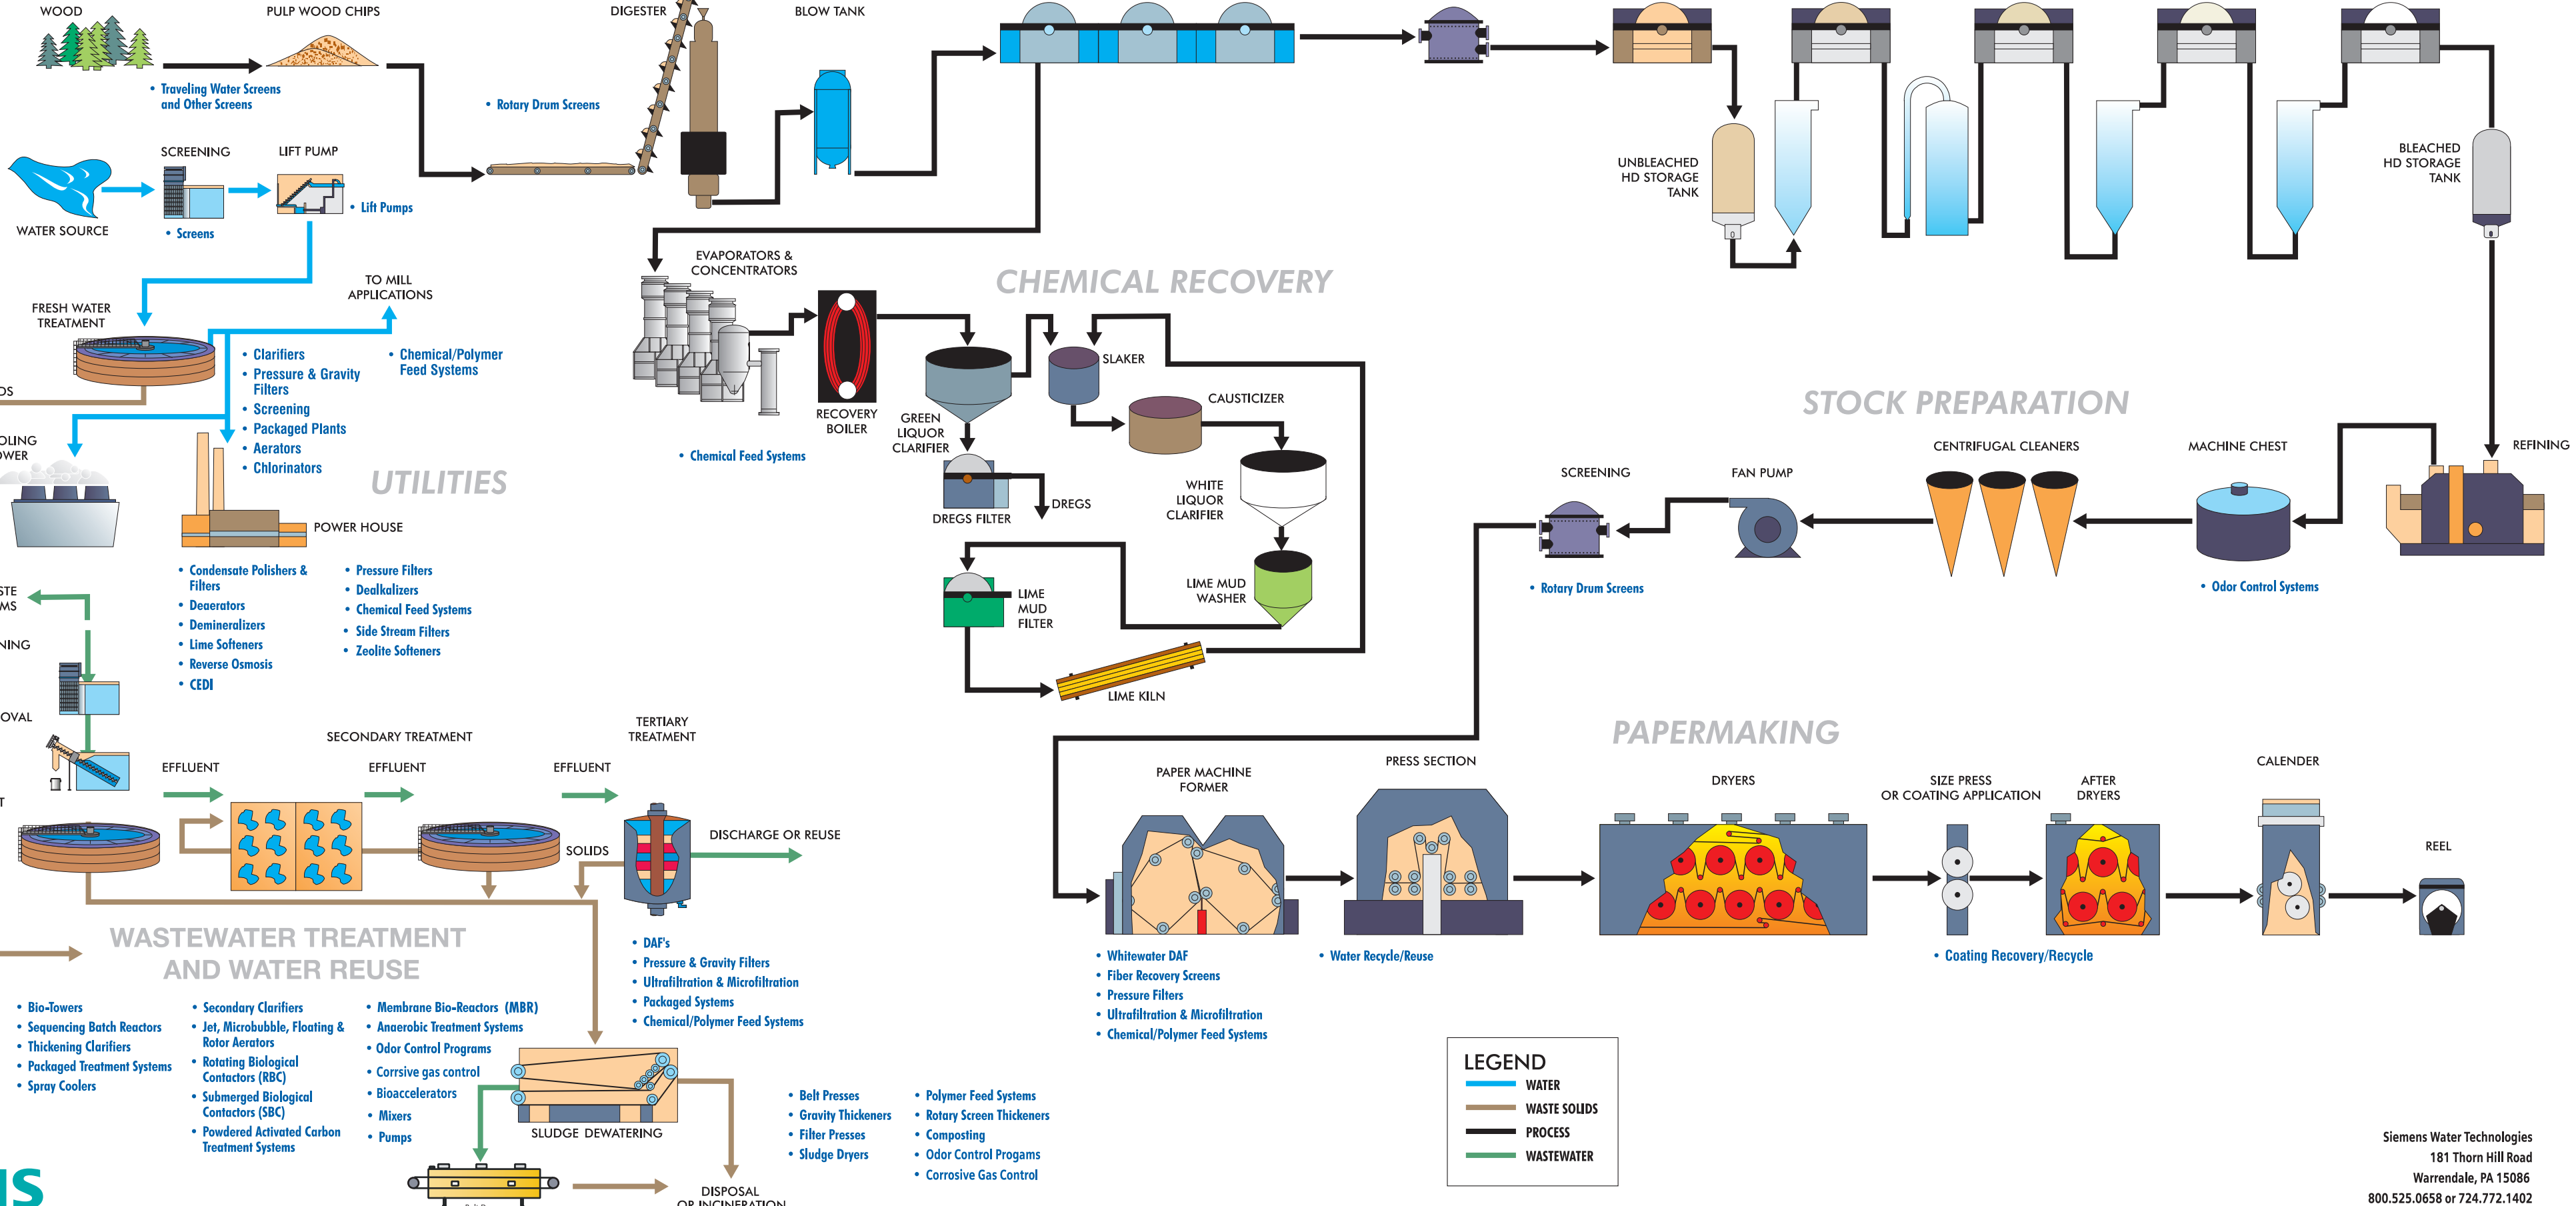 WOOD
PULP WOOD CHIPS
DIGESTER
BLOW TANK
• Traveling Water Screens
and Other Screens
• Rotary Drum Screens
SCREENING
LIFT PUMP
• Lift Pumps
WATER SOURCE
• Screens
UNBLEACHED
HD STORAGE
TANK
BLEACHED
HD STORAGE
TANK
EVAPORATORS &
CONCENTRATORS
CHEMICAL RECOVERY
TO MILL
APPLICATIONS
FRESH WATER
TREATMENT
• Clarifiers
• Pressure & Gravity
Filters
• Screening
• Packaged Plants
• Aerators
• Chlorinators
• Chemical/Polymer
Feed Systems
DS
OLING
OWER
UTILITIES
POWER HOUSE
RECOVERY
BOILER
• Chemical Feed Systems
GREEN
LIQUOR
CLARIFIER
SLAKER
CAUSTICIZER
DREGS FILTER
DREGS
WHITE
LIQUOR
CLARIFIER
LIME MUD
WASHER
LIME
MUD
FILTER
LIME KILN
STOCK PREPARATION
SCREENING
FAN PUMP
CENTRIFUGAL CLEANERS
MACHINE CHEST
REFINING
• Rotary Drum Screens
• Odor Control Systems
• Condensate Polishers &
Filters
• Deaerators
• Demineralizers
• Lime Softeners
• Reverse Osmosis
• CEDI
• Pressure Filters
• Dealkalizers
• Chemical Feed Systems
• Side Stream Filters
• Zeolite Softeners
STE
MS
NING
OVAL
T
SECONDARY TREATMENT
TERTIARY
TREATMENT
EFFLUENT
EFFLUENT
EFFLUENT
SOLIDS
DISCHARGE OR REUSE
PAPERMAKING
PAPER MACHINE
FORMER
PRESS SECTION
DRYERS
SIZE PRESS
OR COATING APPLICATION
AFTER
DRYERS
CALENDER
REEL
• Whitewater DAF
• Fiber Recovery Screens
• Pressure Filters
• Ultrafiltration & Microfiltration
• Chemical/Polymer Feed Systems
• Water Recycle/Reuse
• Coating Recovery/Recycle
WASTEWATER TREATMENT
AND WATER REUSE
• DAF's
• Pressure & Gravity Filters
• Ultrafiltration & Microfiltration
• Packaged Systems
• Chemical/Polymer Feed Systems
• Bio-Towers
• Sequencing Batch Reactors
• Thickening Clarifiers
• Packaged Treatment Systems
• Spray Coolers
• Secondary Clarifiers
• Jet, Microbubble, Floating &
Rotor Aerators
• Rotating Biological
Contactors (RBC)
• Submerged Biological
Contactors (SBC)
• Powdered Activated Carbon
Treatment Systems
• Membrane Bio-Reactors (MBR)
• Anaerobic Treatment Systems
• Odor Control Programs
• Corrsive gas control
• Bioaccelerators
• Mixers
• Pumps
SLUDGE DEWATERING
• Belt Presses
• Gravity Thickeners
• Filter Presses
• Sludge Dryers
• Polymer Feed Systems
• Rotary Screen Thickeners
• Composting
• Odor Control Progams
• Corrosive Gas Control
DISPOSAL
OR INCINERATION
LEGEND
WATER
WASTE SOLIDS
PROCESS
WASTEWATER
Siemens Water Technologies
181 Thorn Hill Road
Warrendale, PA 15086
800.525.0658 or 724.772.1402
NS